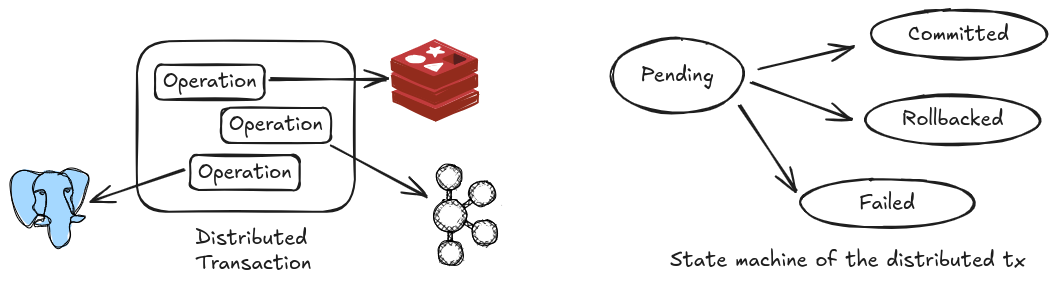 Operation
Operation
Operation
Distributed
Transaction
Pending
Committed
Rollbacked
Failed
State machine of the distributed tx